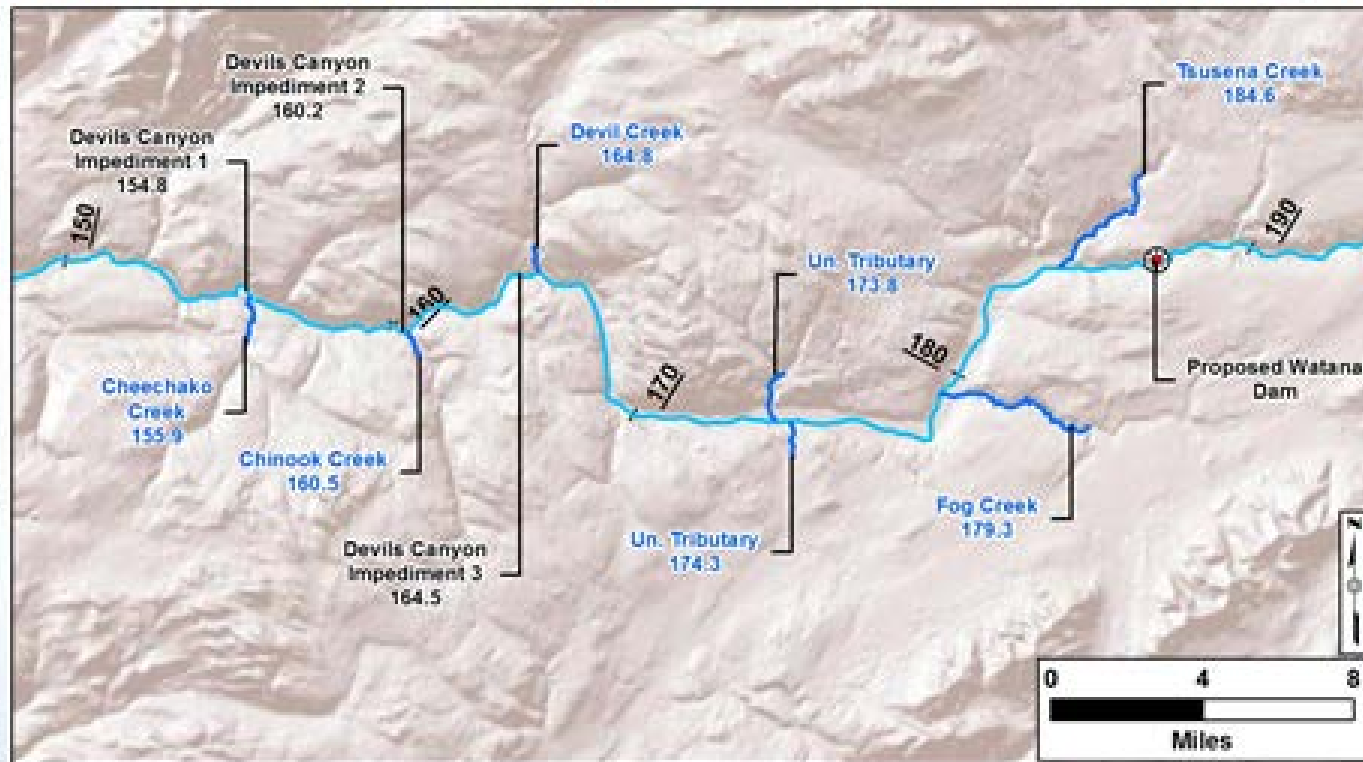 Devils Canyon
Impediment 2
160.2
Tsusena Creek
184.6
Devils Canyon
Impediment 1
154.8
Devil Creek
164.8
150
190
Un. Tributary
173.8
160
180
170
Proposed Watana
Dam
Cheechako
Creek
155.9
Chinook Creek
160.5
Fog Creek
179.3
Un. Tributary
174.3
Devils Canyon
Impediment 3
164.5
N
0 4 8
Miles